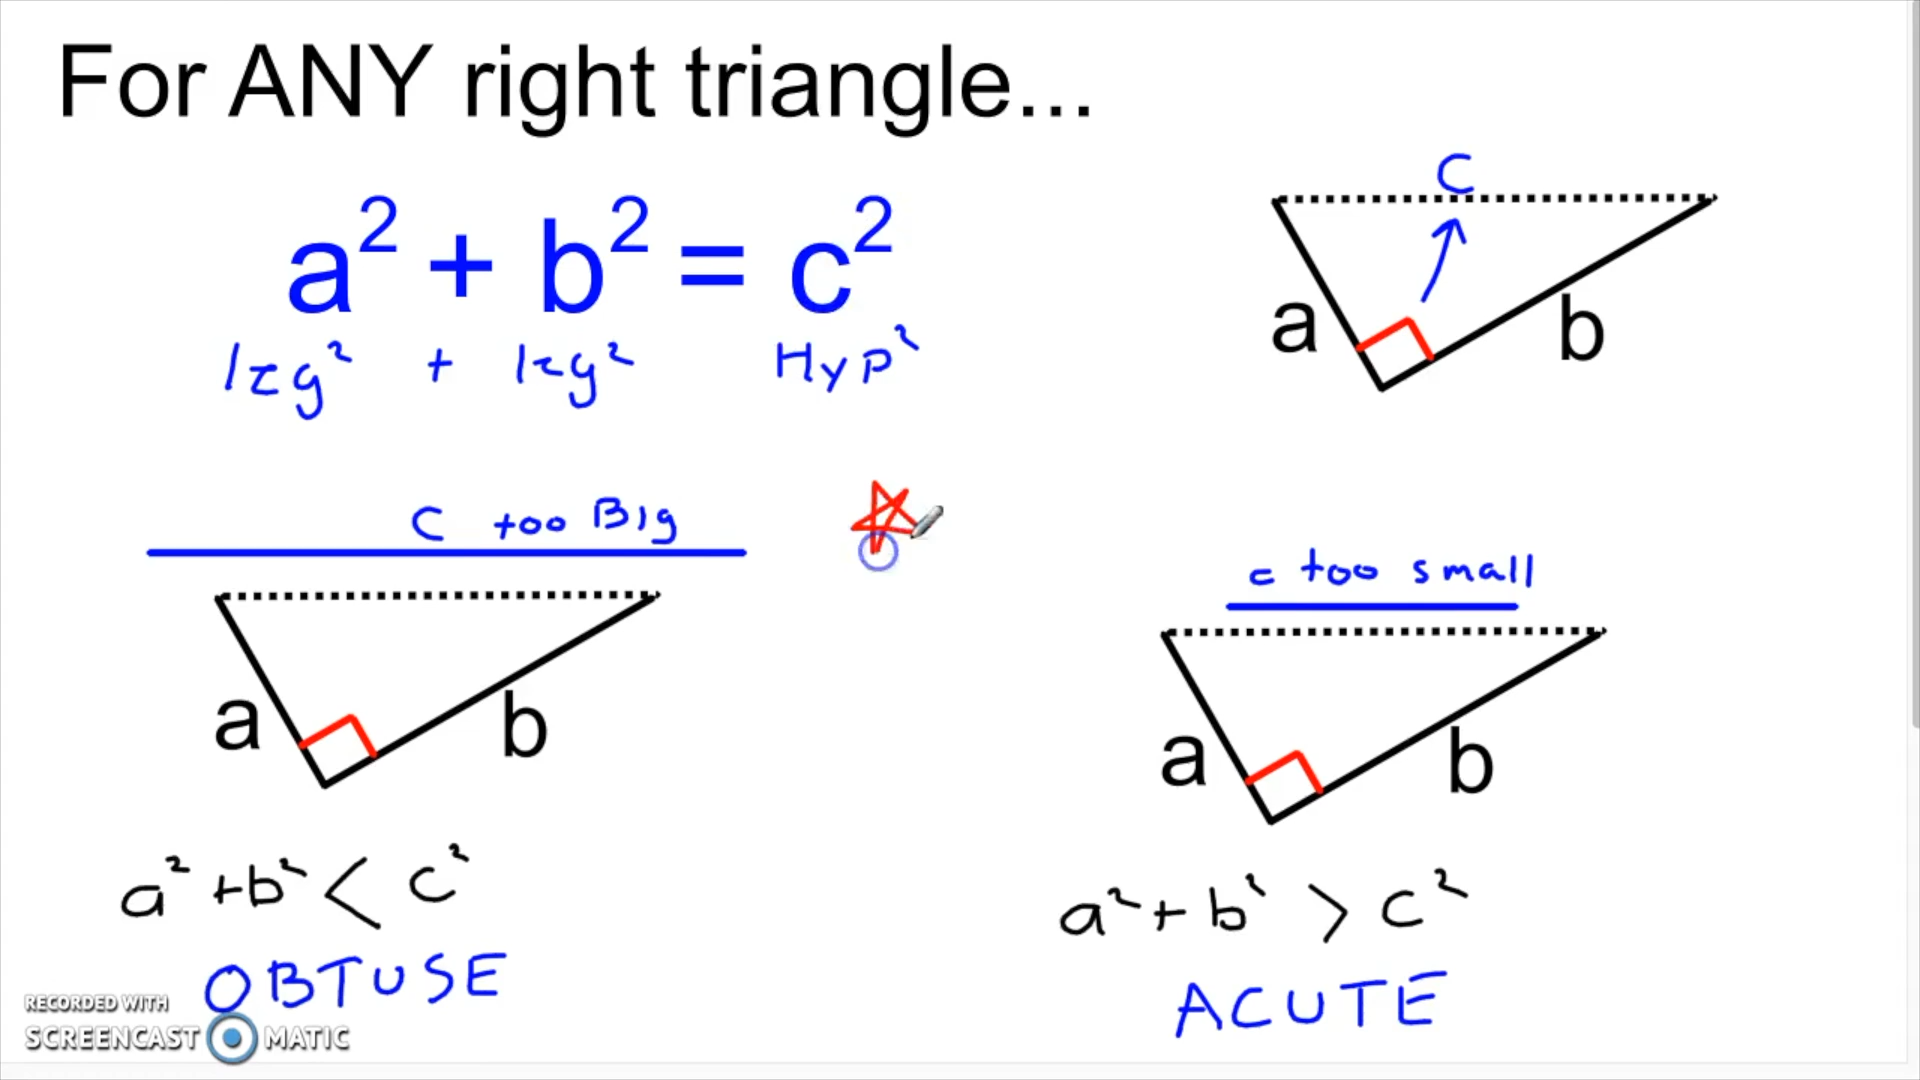 For ANY right triangle...
a² + b² = c²
leg² + leg² Hyp²
C
a b
C too Big
a b
a² + b² < c²
OBTUSE
c too small
a b
a² + b² > c²
ACUTE
RECORDED WITH
SCREENCAST MATIC